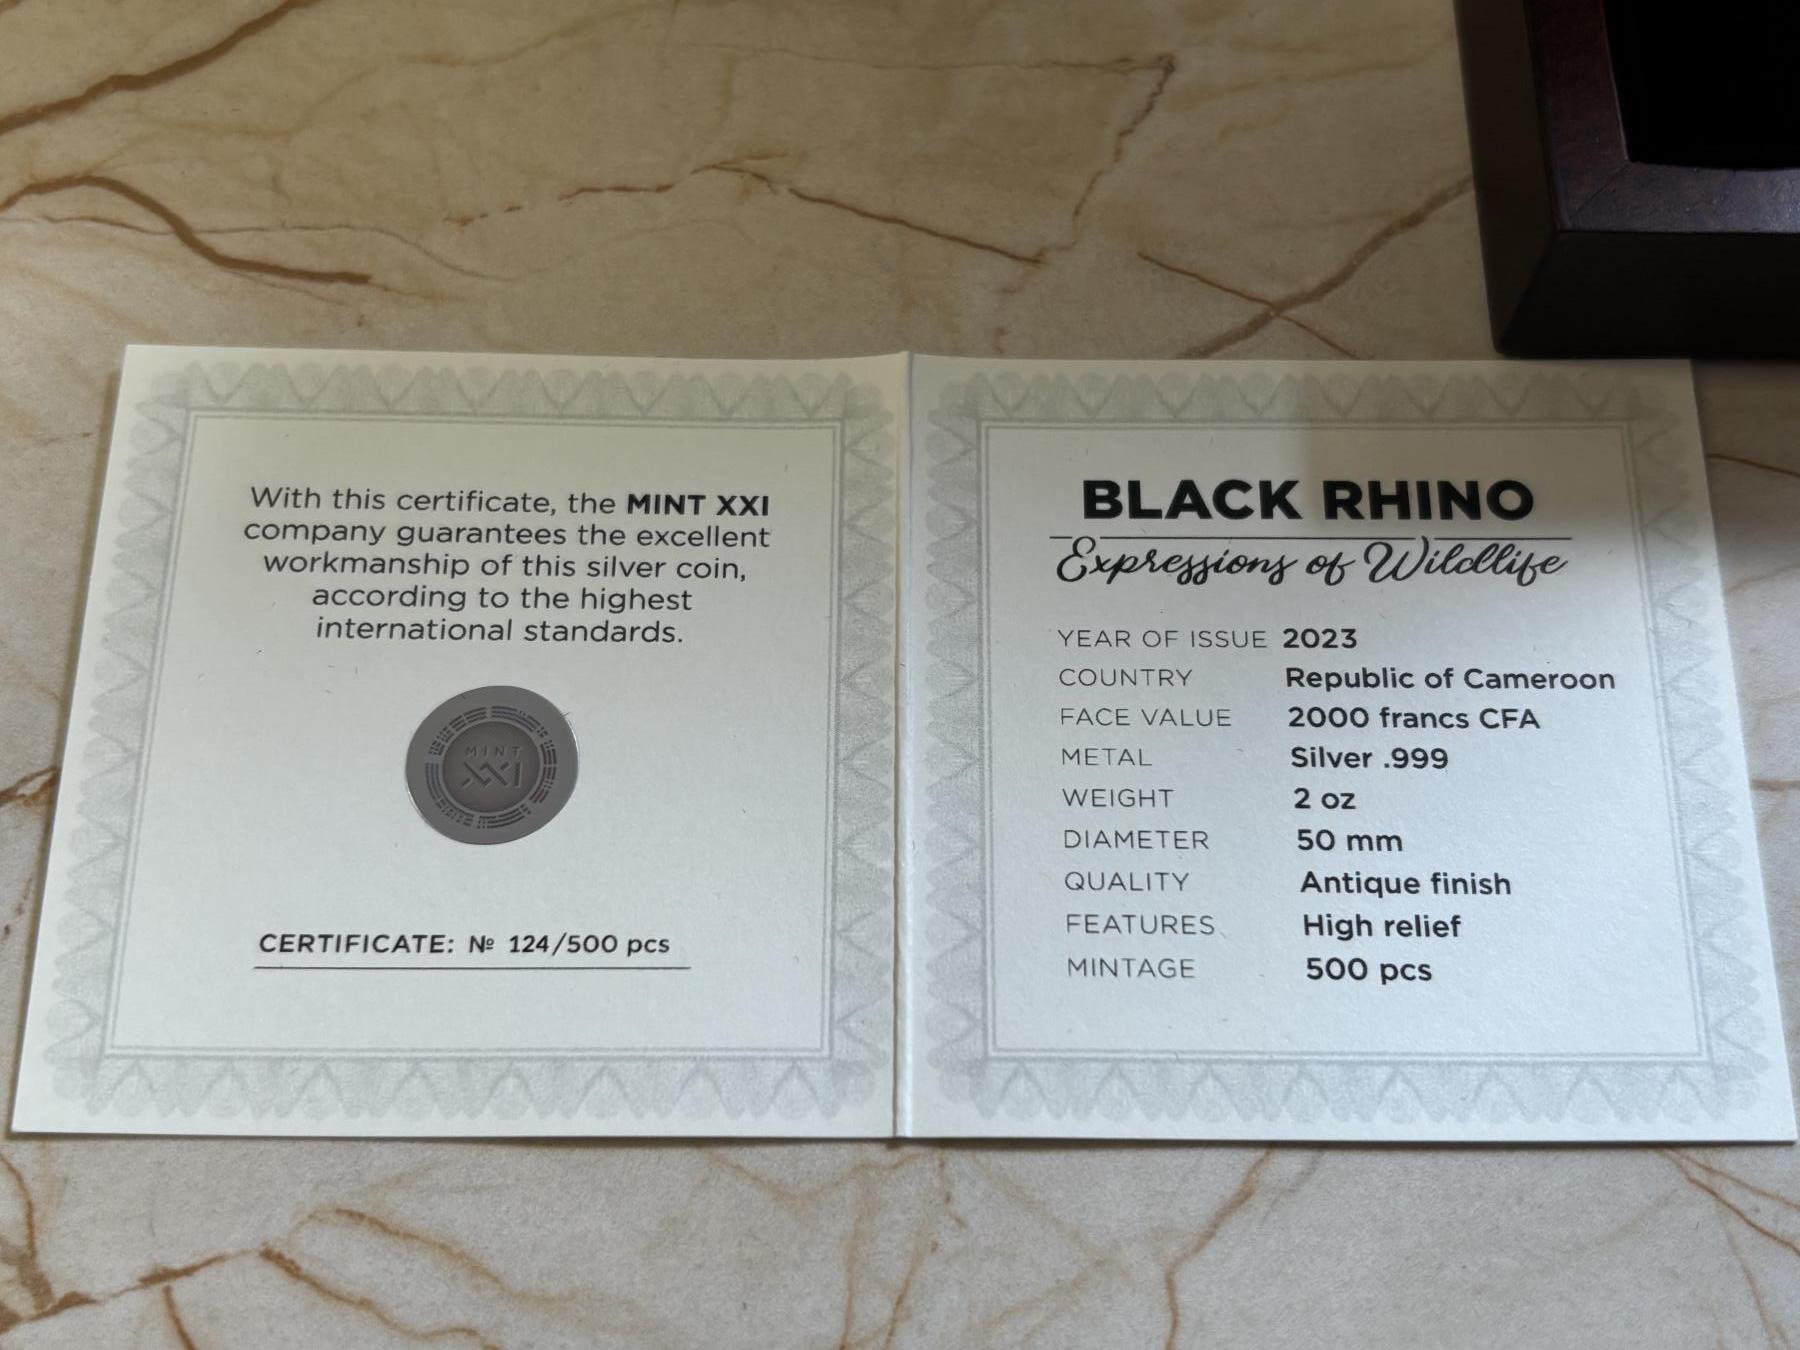 With this certificate, the MINT XXI
company guarantees the excellent
workmanship of this silver coin,
according to the highest
international standards.
MINT
XXI
CERTIFICATE: № 124/500 pcs
BLACK RHINO
Expressions of Wildlife
YEAR OF ISSUE 2023
COUNTRY Republic of Cameroon
FACE VALUE 2000 francs CFA
METAL Silver .999
WEIGHT 2 oz
DIAMETER 50 mm
QUALITY Antique finish
FEATURES High relief
MINTAGE 500 pcs